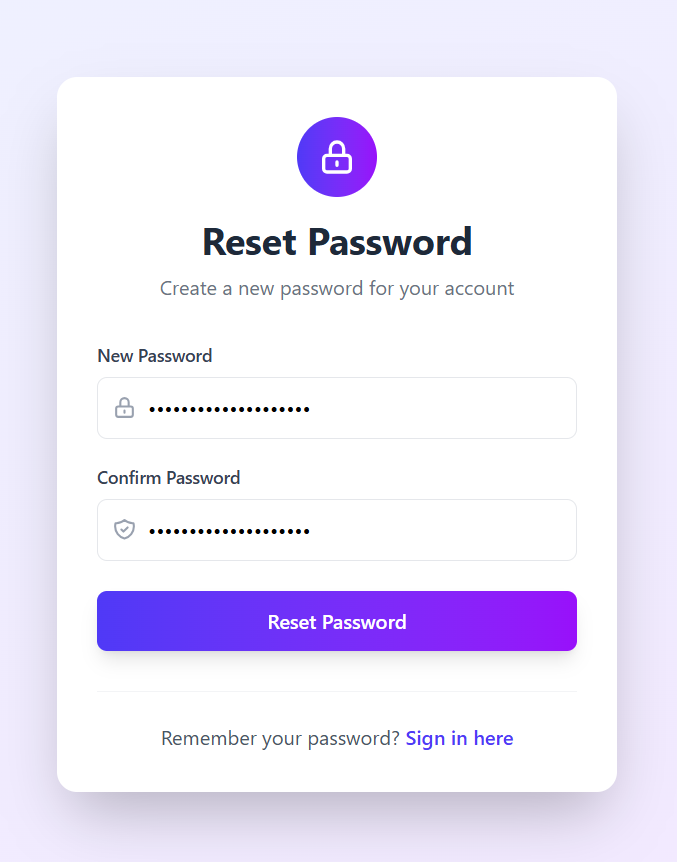 Reset Password
Create a new password for your account
New Password
••••••••••••••••••••
Confirm Password
••••••••••••••••••••
Reset Password
Remember your password? Sign in here